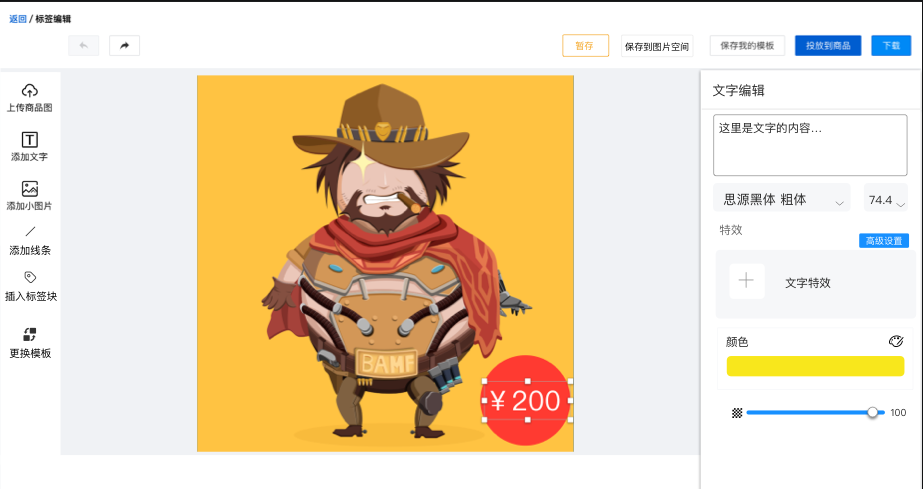 返回 / 标签编辑
暂存
保存到图片空间
保存我的模板
投放到商品
下载
上传商品图
添加文字
添加小图片
添加线条
插入标签块
更换模板
BAMF
￥200
文字编辑
这里是文字的内容...
思源黑体 粗体
74.4
特效
高级设置
文字特效
颜色
100